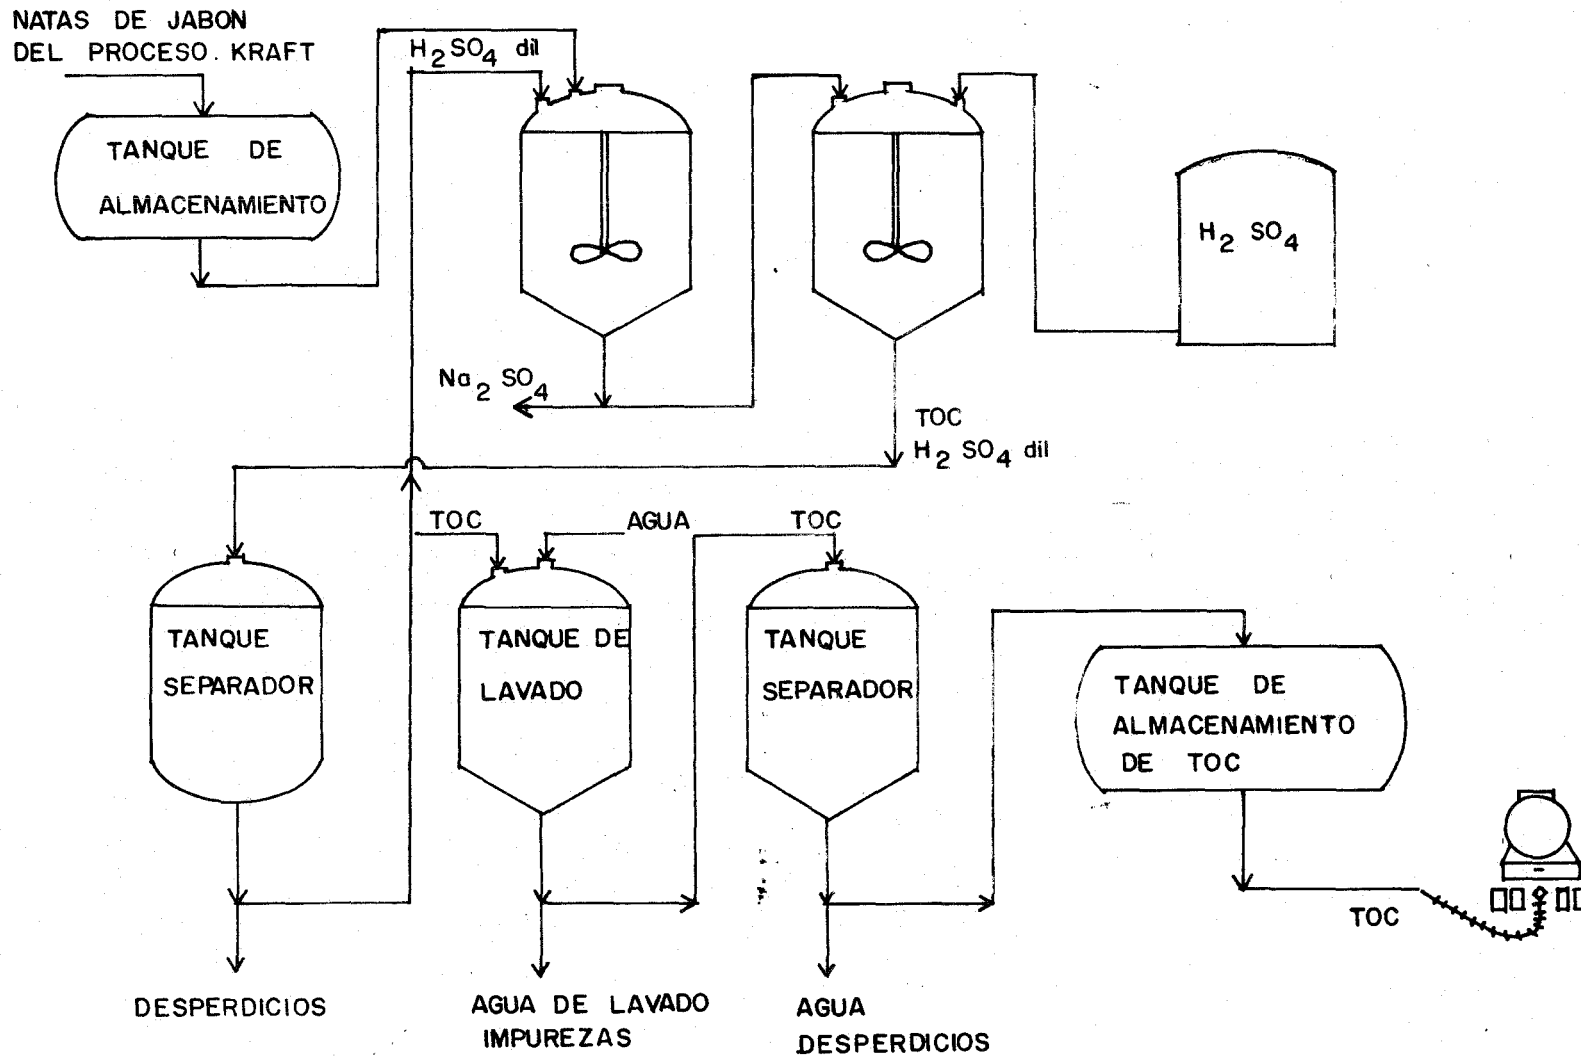 NATAS DE JABON
DEL PROCESO. KRAFT
H2SO4 dil
TANQUE DE
ALMACENAMIENTO
H2 SO4
Na2 SO4
TOC
H2 SO4 dil
TOC
AGUA
TOC
TANQUE
SEPARADOR
TANQUE DE
LAVADO
TANQUE
SEPARADOR
TANQUE DE
ALMACENAMIENTO
DE TOC
TOC
DESPERDICIOS
AGUA DE LAVADO
IMPUREZAS
AGUA
DESPERDICIOS